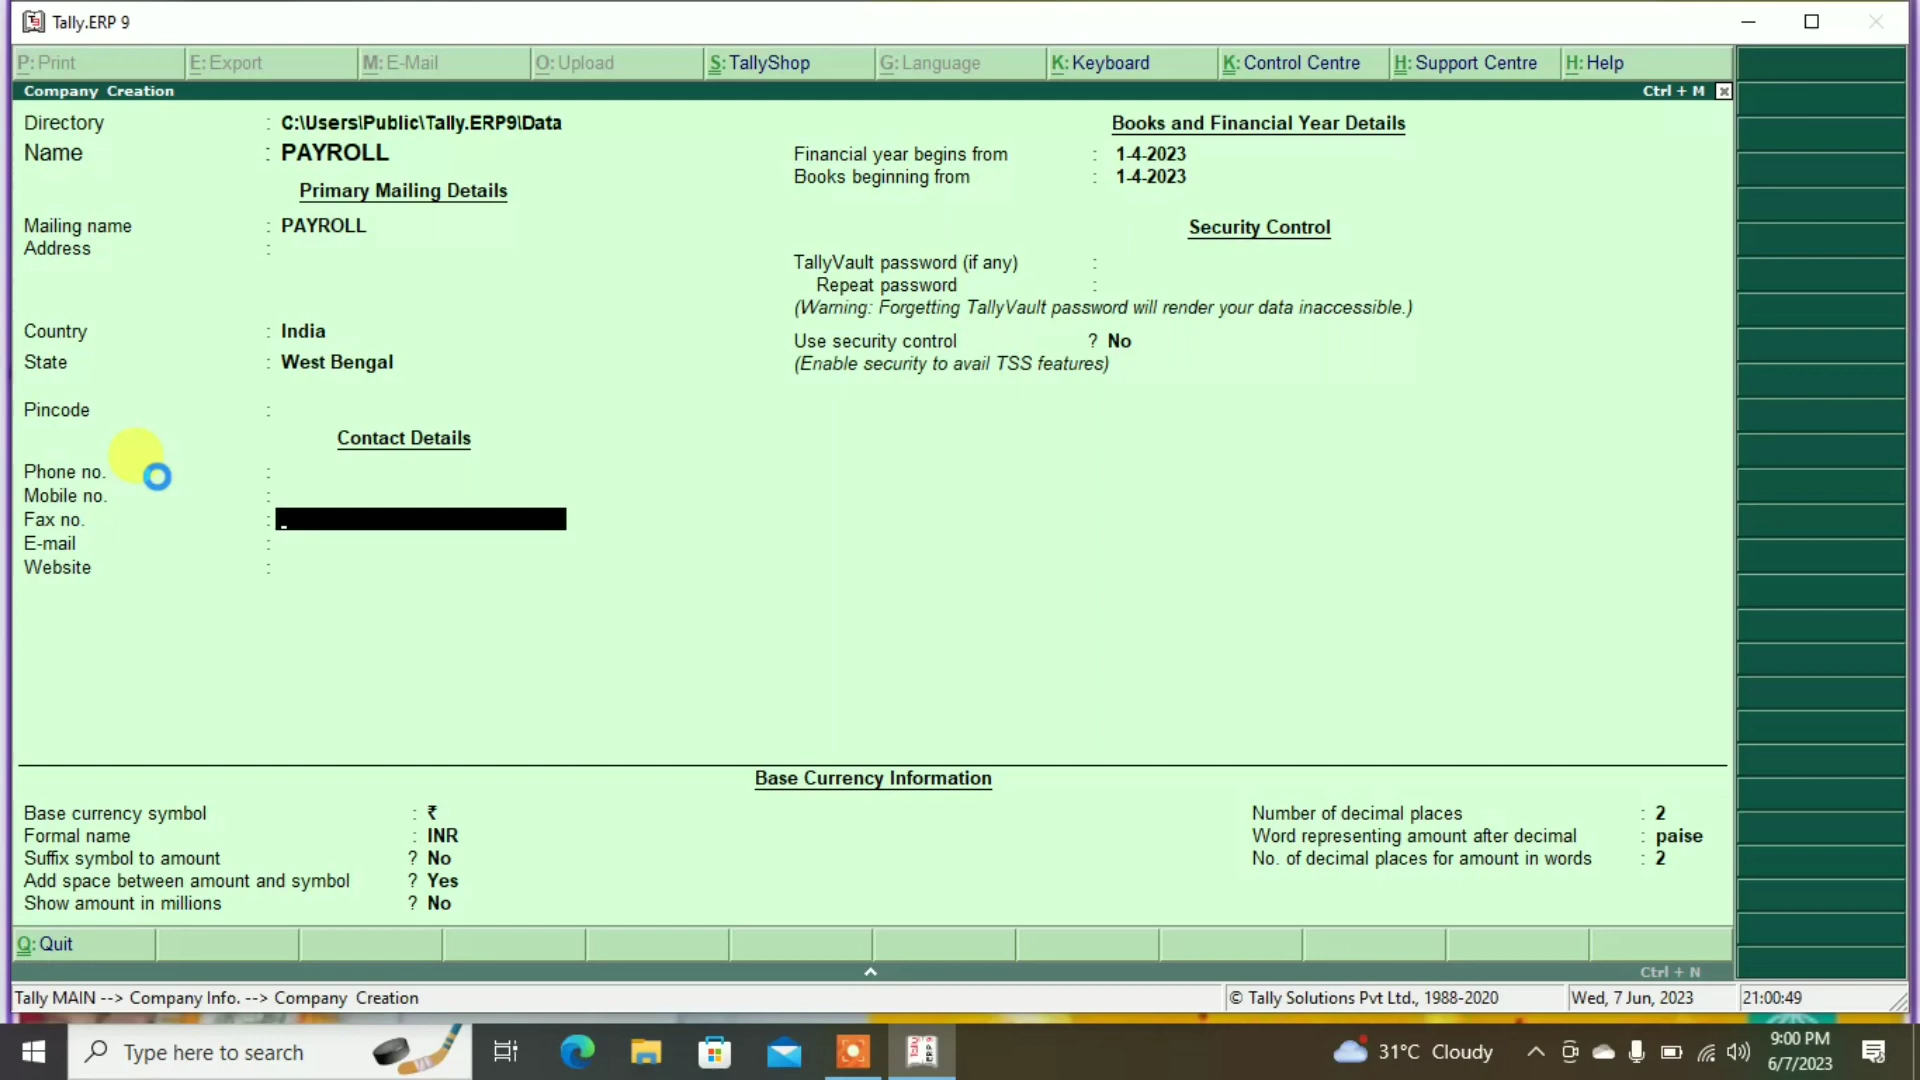 Tally.ERP 9
P: Print E: Export M: E-Mail O: Upload S: TallyShop G: Language K: Keyboard K: Control Centre H: Support Centre H: Help
Company Creation Ctrl + M
Directory : C:\Users\Public\Tally.ERP9\Data
Name : PAYROLL
Primary Mailing Details
Mailing name : PAYROLL
Address :
Country : India
State : West Bengal
Pincode :
Contact Details
Phone no. :
Mobile no. :
Fax no. :
E-mail :
Website :
Books and Financial Year Details
Financial year begins from : 1-4-2023
Books beginning from : 1-4-2023
Security Control
TallyVault password (if any) :
Repeat password :
(Warning: Forgetting TallyVault password will render your data inaccessible.)
Use security control ? No
(Enable security to avail TSS features)
Base Currency Information
Base currency symbol : ₹
Formal name : INR
Suffix symbol to amount ? No
Add space between amount and symbol ? Yes
Show amount in millions ? No
Number of decimal places : 2
Word representing amount after decimal : paise
No. of decimal places for amount in words : 2
Q: Quit
Ctrl + N
Tally MAIN --> Company Info. --> Company Creation © Tally Solutions Pvt Ltd., 1988-2020 Wed, 7 Jun, 2023 21:00:49
Type here to search 31°C Cloudy 9:00 PM
6/7/2023